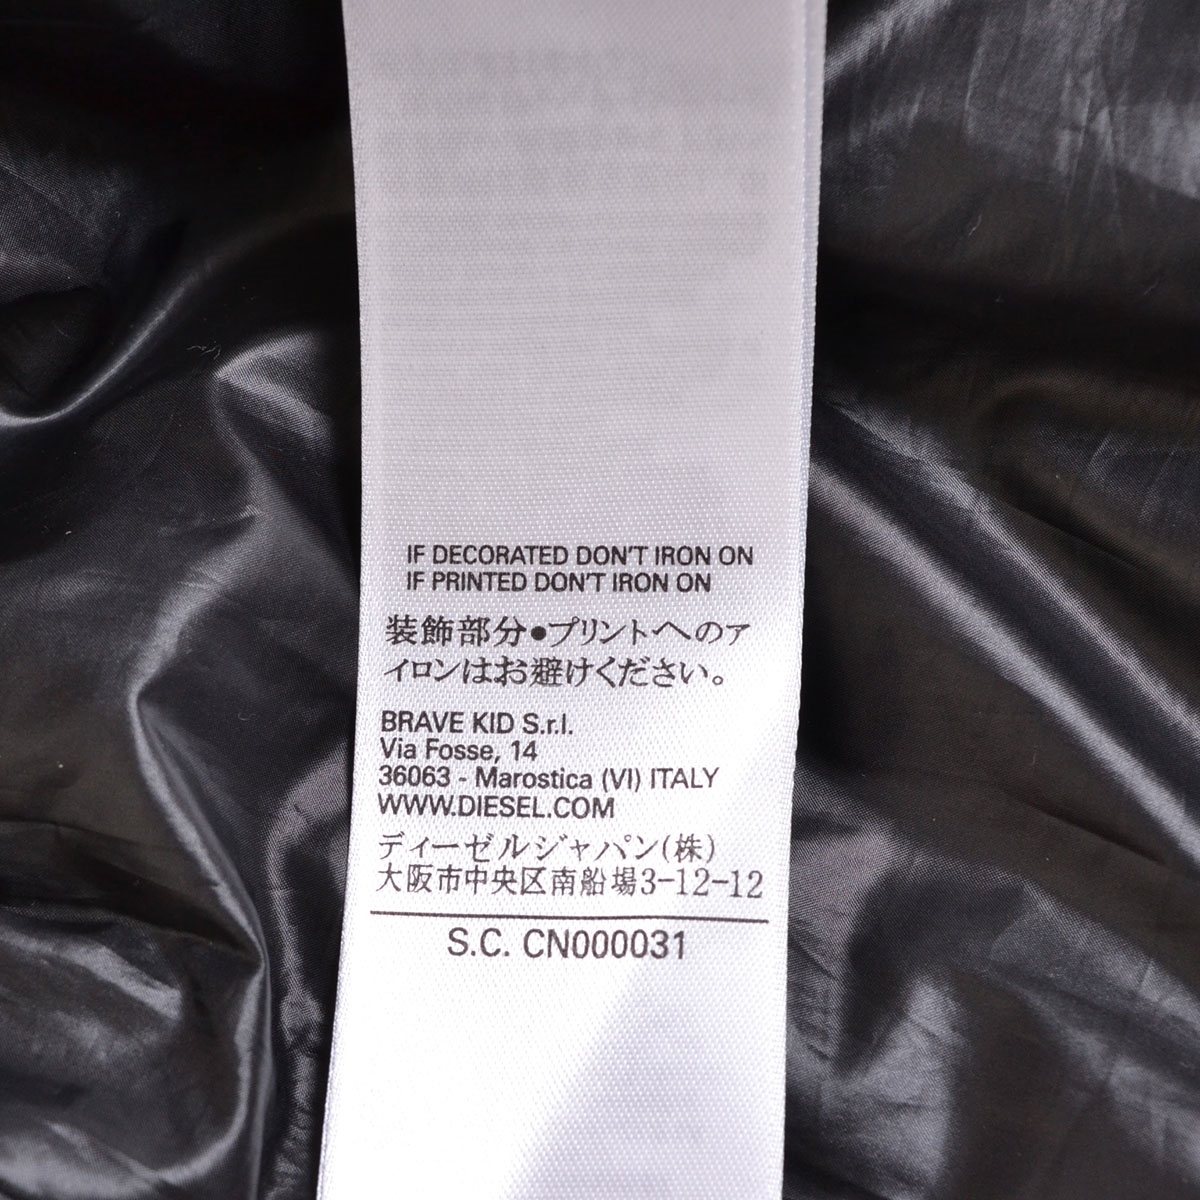 IF DECORATED DON'T IRON ON
IF PRINTED DON'T IRON ON
装飾部分●プリントへのア
イロンはお避けください。
BRAVE KID S.r.l.
Via Fosse, 14
36063 - Marostica (VI) ITALY
WWW.DIESEL.COM
ディーゼルジャパン(株)
大阪市中央区南船場3-12-12
S.C. CN000031